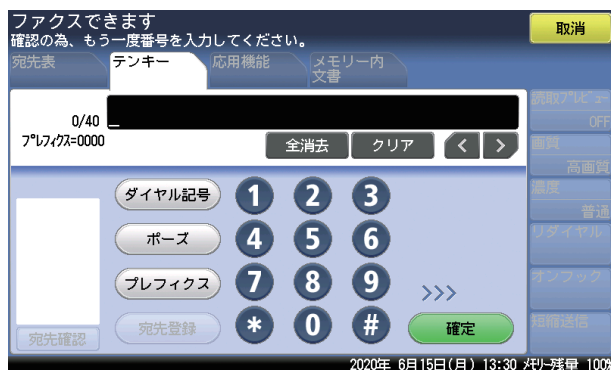 ファクスできます
確認の為、もう一度番号を入力してください。
取消
宛先表
テンキー
応用機能
メモリー内
文書
0/40 _
プレフィクス=0000
全消去
クリア
<
>
読取プレビュー
OFF
画質
高画質
濃度
普通
リダイヤル
オンフック
短縮送信
ダイヤル記号
1
2
3
ポーズ
4
5
6
プレフィクス
7
8
9
>>>
宛先確認
宛先登録
*
0
#
確定
2020年 6月15日(月) 13:30 メモリー残量 100%